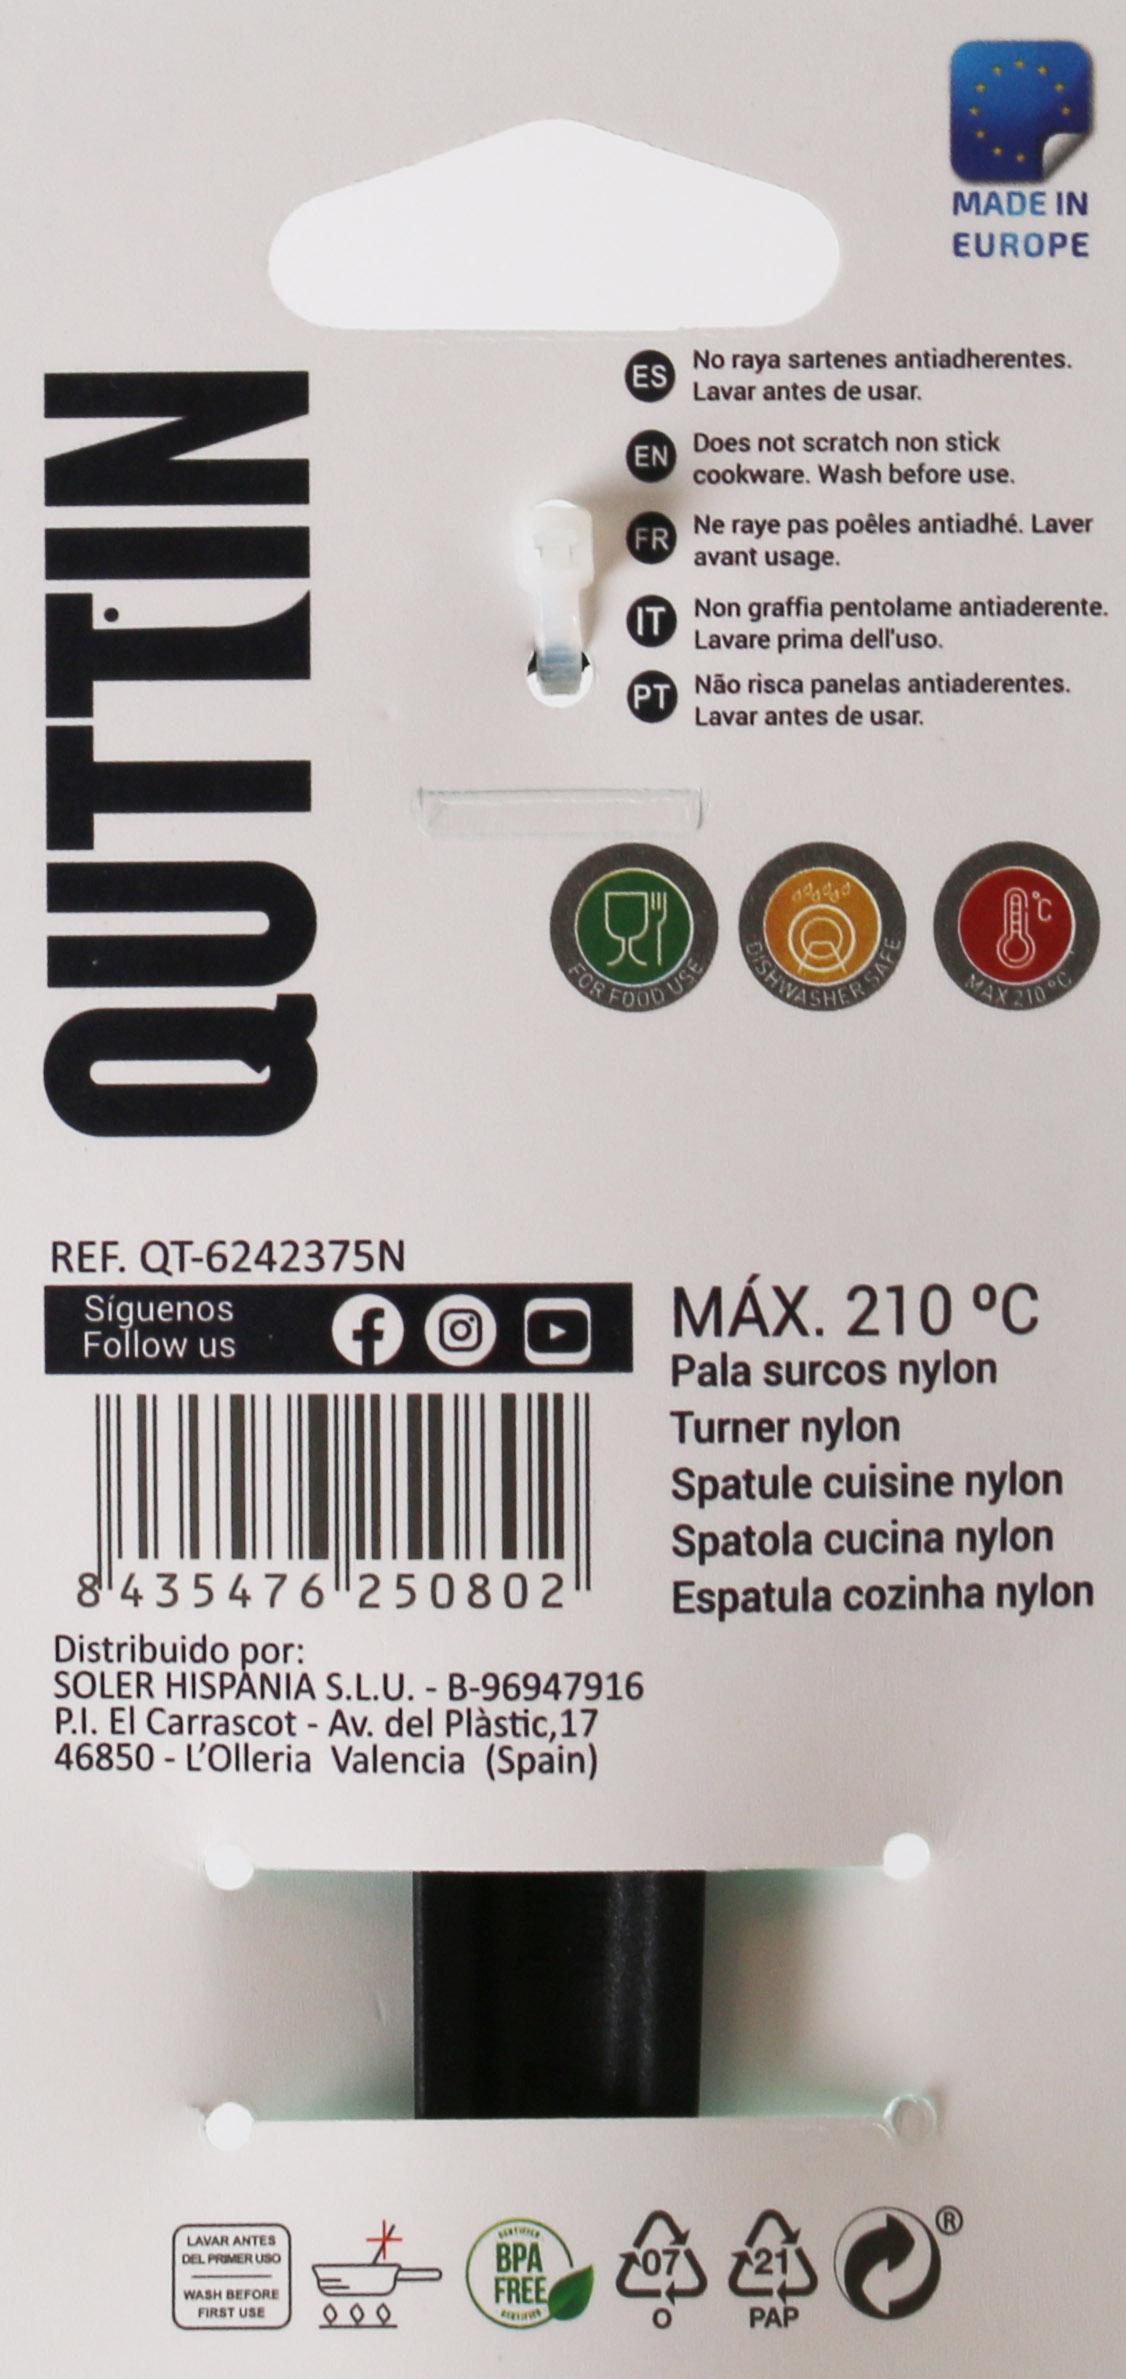 MADE IN
EUROPE
QUTTIN
ES
No raya sartenes antiadherentes.
Lavar antes de usar.
EN
Does not scratch non stick
cookware. Wash before use.
FR
Ne raye pas poêles antiadhé. Laver
avant usage.
IT
Non graffia pentolame antiaderente.
Lavare prima dell'uso.
PT
Não risca panelas antiaderentes.
Lavar antes de usar.
FOR FOOD USE
DISHWASHER SAFE
°C
MAX 210 ºC
REF. QT-6242375N
Síguenos
Follow us
8 435476 250802
MÁX. 210 ºC
Pala surcos nylon
Turner nylon
Spatule cuisine nylon
Spatola cucina nylon
Espatula cozinha nylon
Distribuido por:
SOLER HISPANIA S.L.U. - B-96947916
P.I. El Carrascot - Av. del Plàstic,17
46850 - L'Olleria Valencia (Spain)
LAVAR ANTES
DEL PRIMER USO
WASH BEFORE
FIRST USE
CERTIFIED
BPA
FREE
CERTIFIED
07
O
21
PAP
®